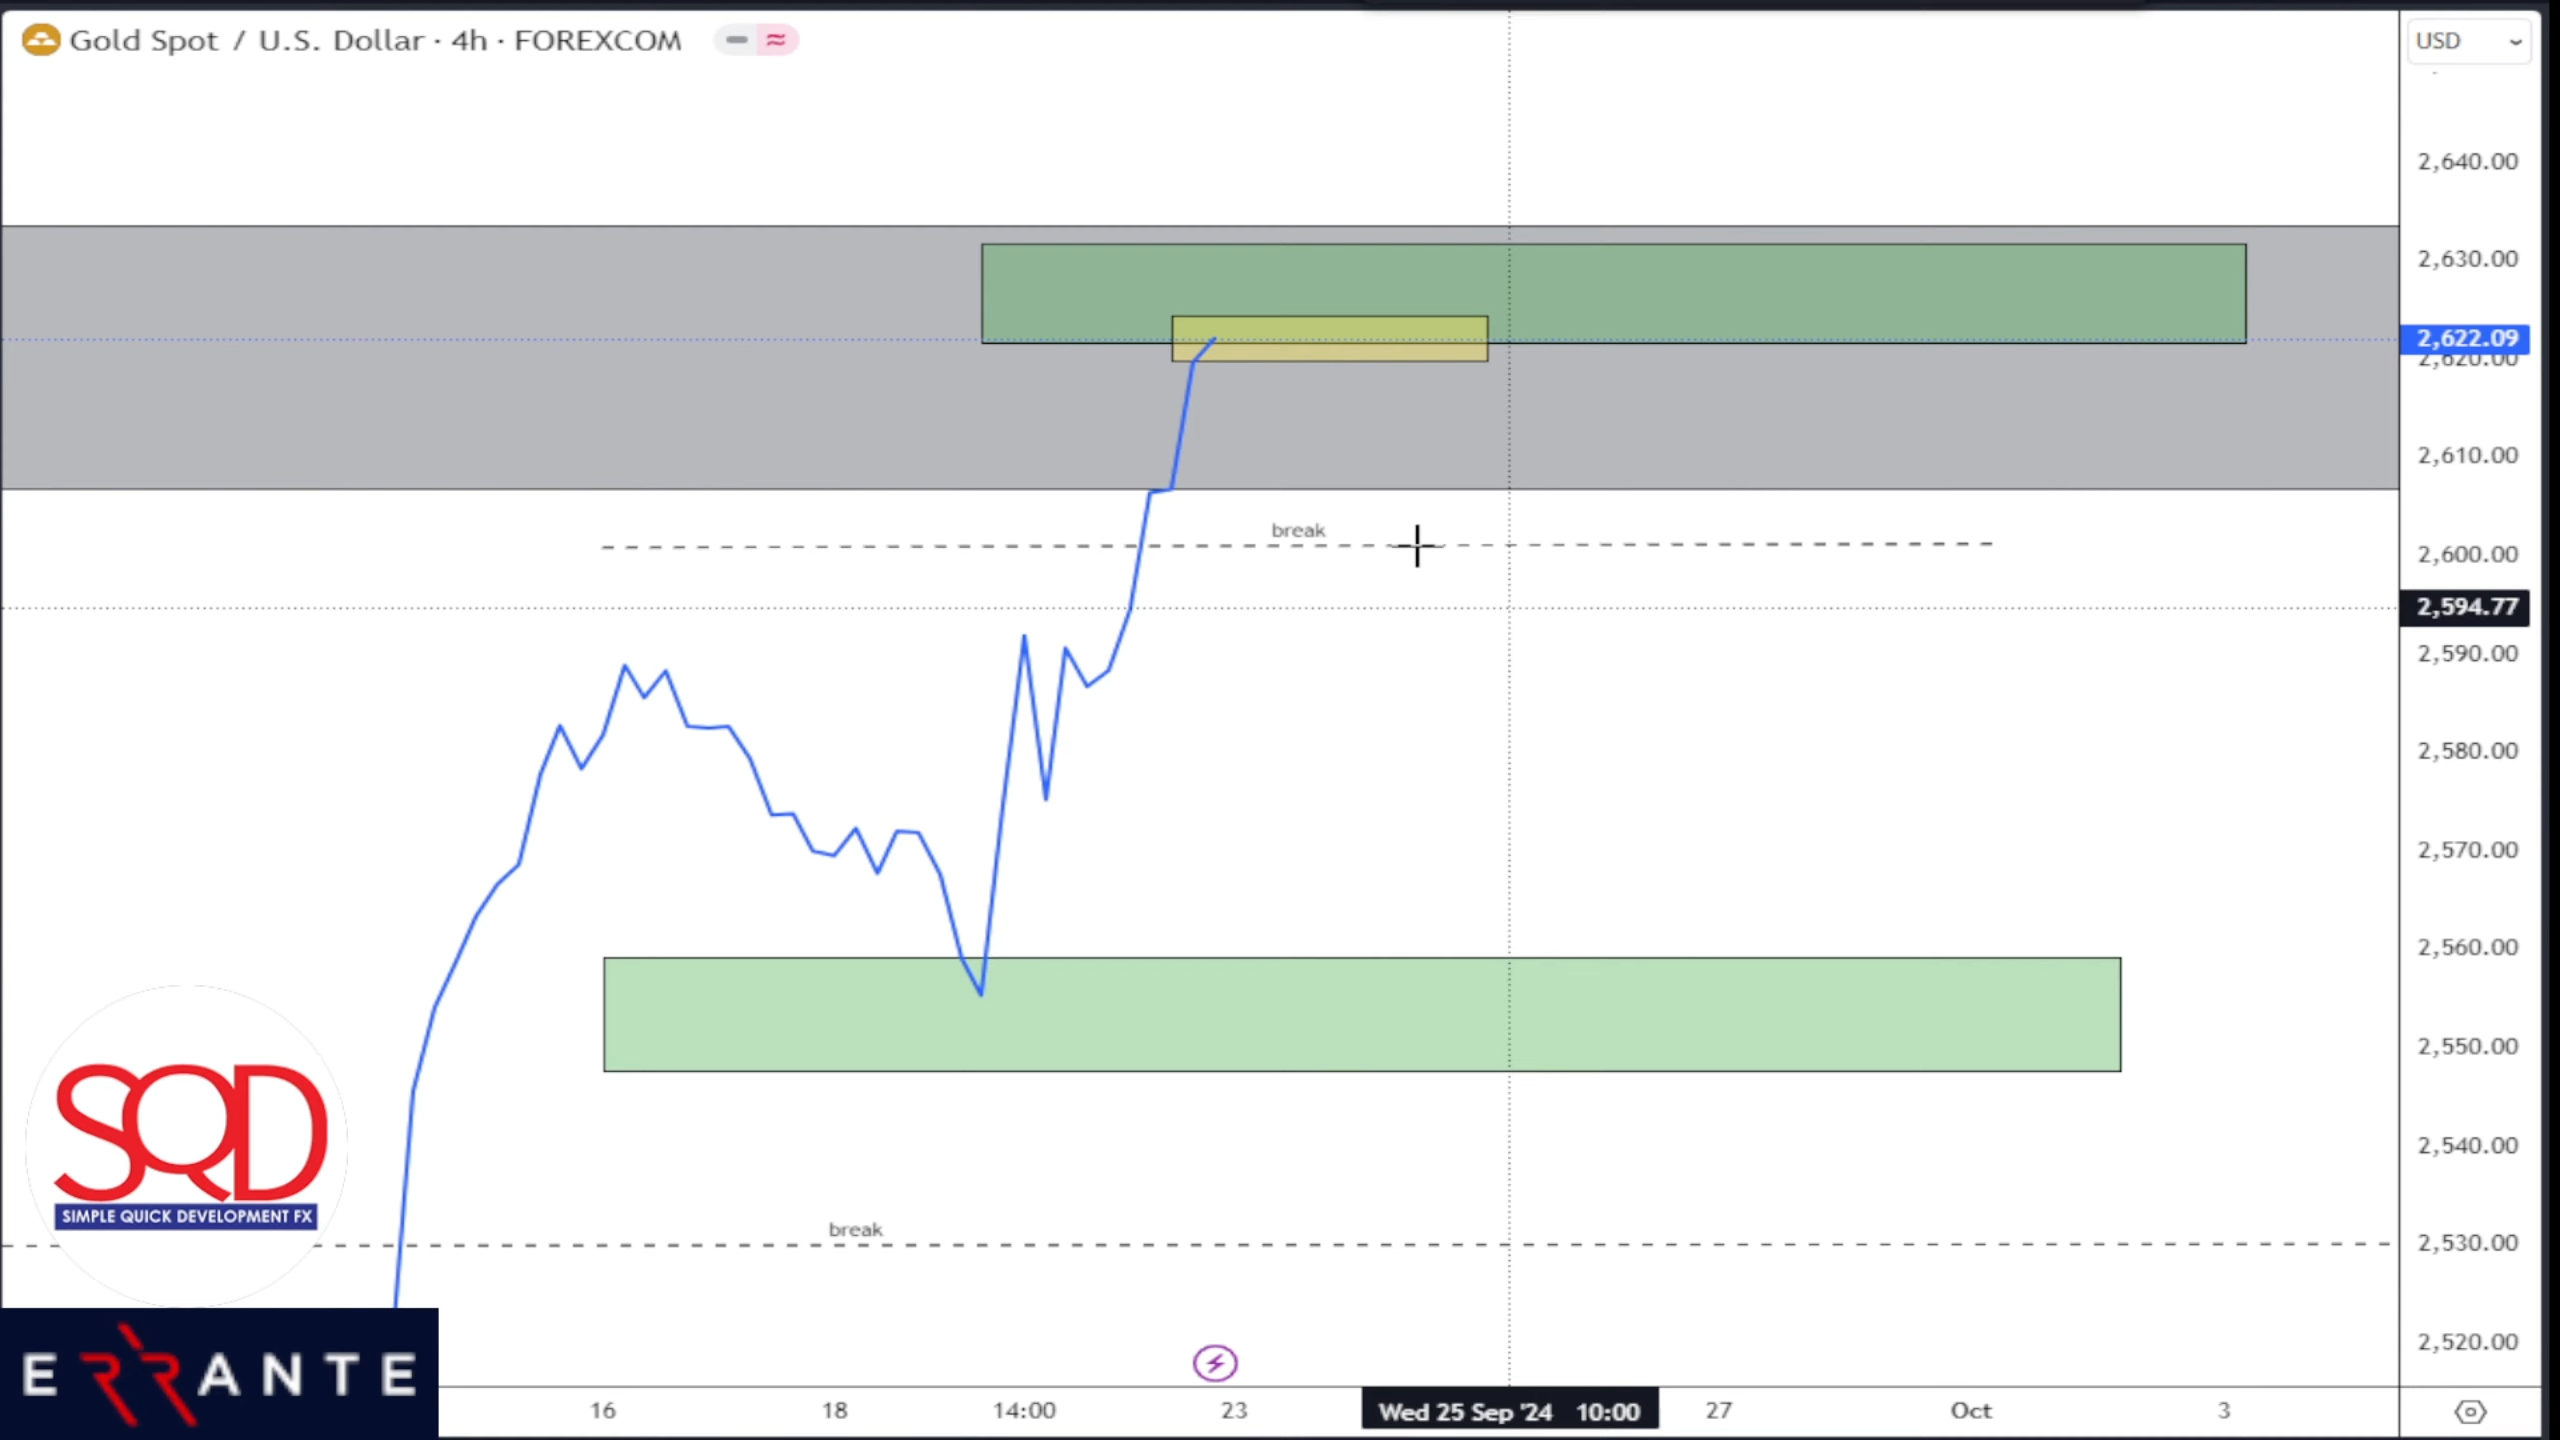 Gold Spot / U.S. Dollar · 4h · FOREXCOM
USD
2,640.00
2,630.00
2,622.09
2,620.00
2,610.00
break
2,600.00
2,594.77
2,590.00
2,580.00
2,570.00
2,560.00
2,550.00
2,540.00
SQD
SIMPLE QUICK DEVELOPMENT FX
break
2,530.00
2,520.00
ERRANTE
16 18 14:00 23 Wed 25 Sep '24 10:00 27 Oct 3